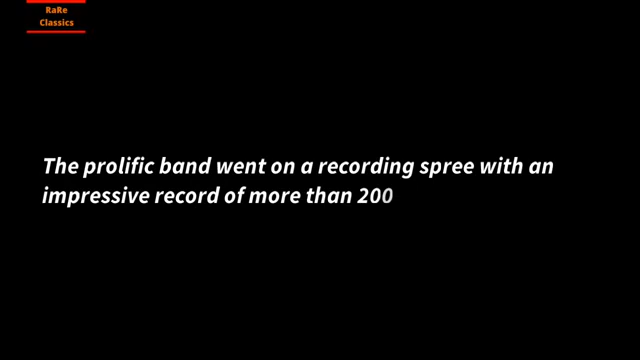 RaRe
Classics
The prolific band went on a recording spree with an
impressive record of more than 200